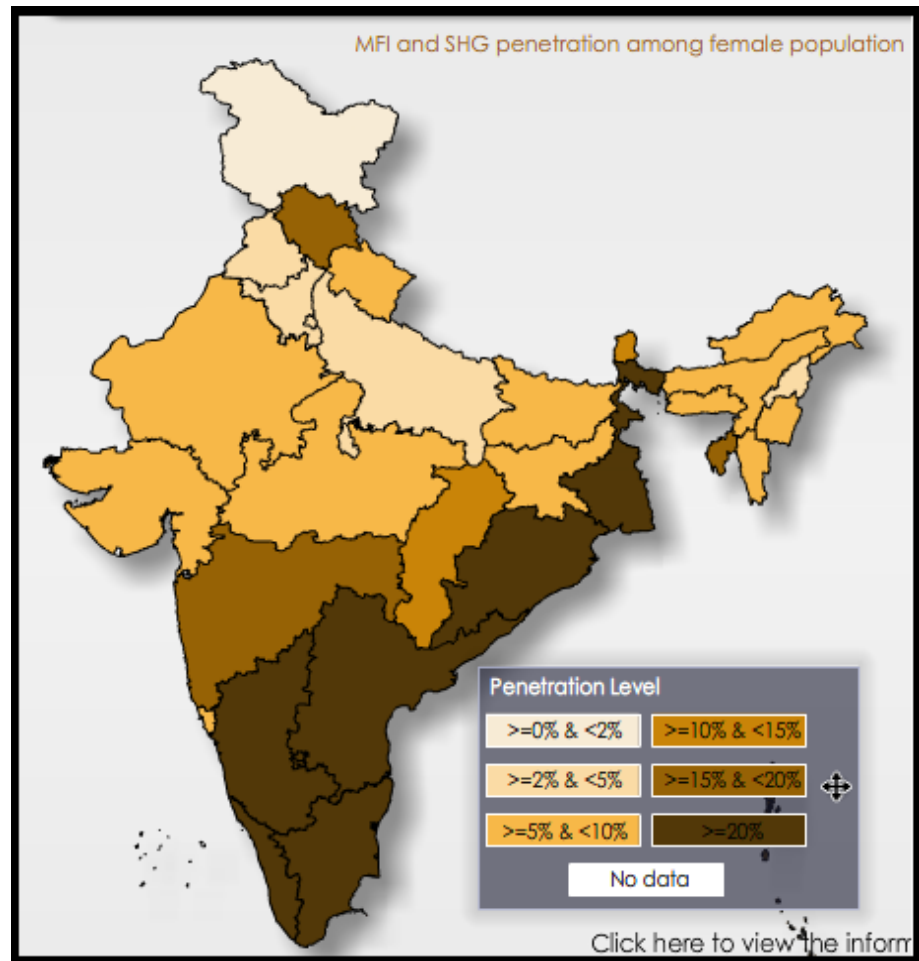 MFI and SHG penetration among female population
Penetration Level
>=0% & <2%
>=10% & <15%
>=2% & <5%
>=15% & <20%
>=5% & <10%
>=20%
No data
Click here to view the inform